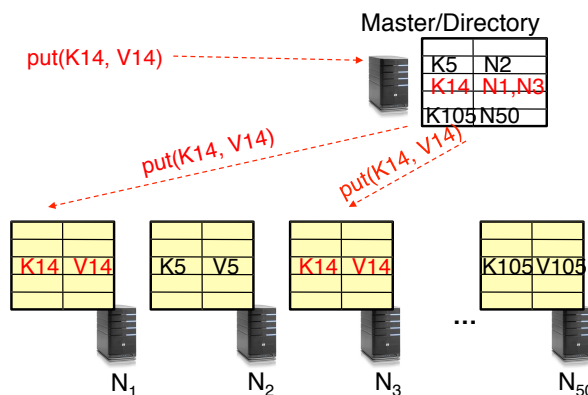 Master/Directory
put(K14, V14)
K5 N2
K14 N1,N3
K105 N50
put(K14, V14)
put(K14, V14)
K14 V14
K5 V5
K14 V14
K105 V105
...
N1
N2
N3
N50